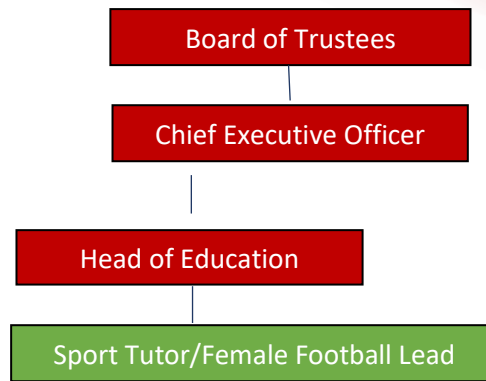 Board of Trustees
Chief Executive Officer
Head of Education
Sport Tutor/Female Football Lead